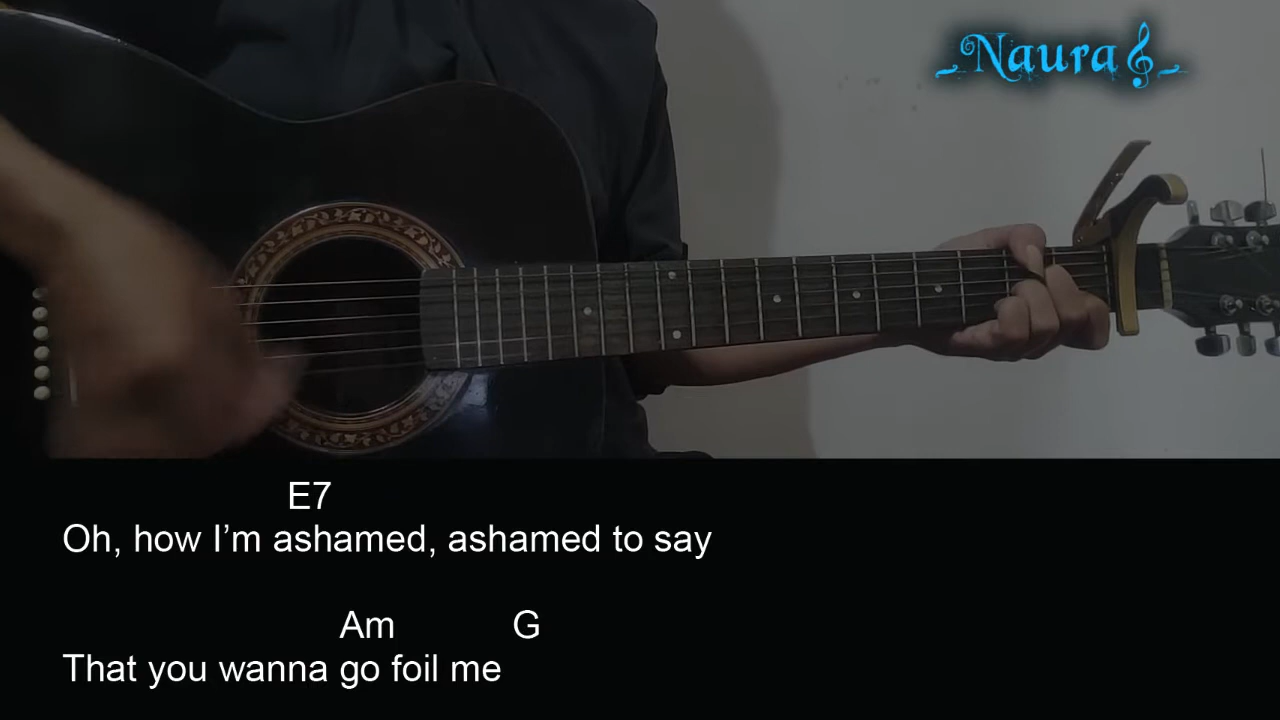 Naura
E7
Oh, how I’m ashamed, ashamed to say
Am G
That you wanna go foil me